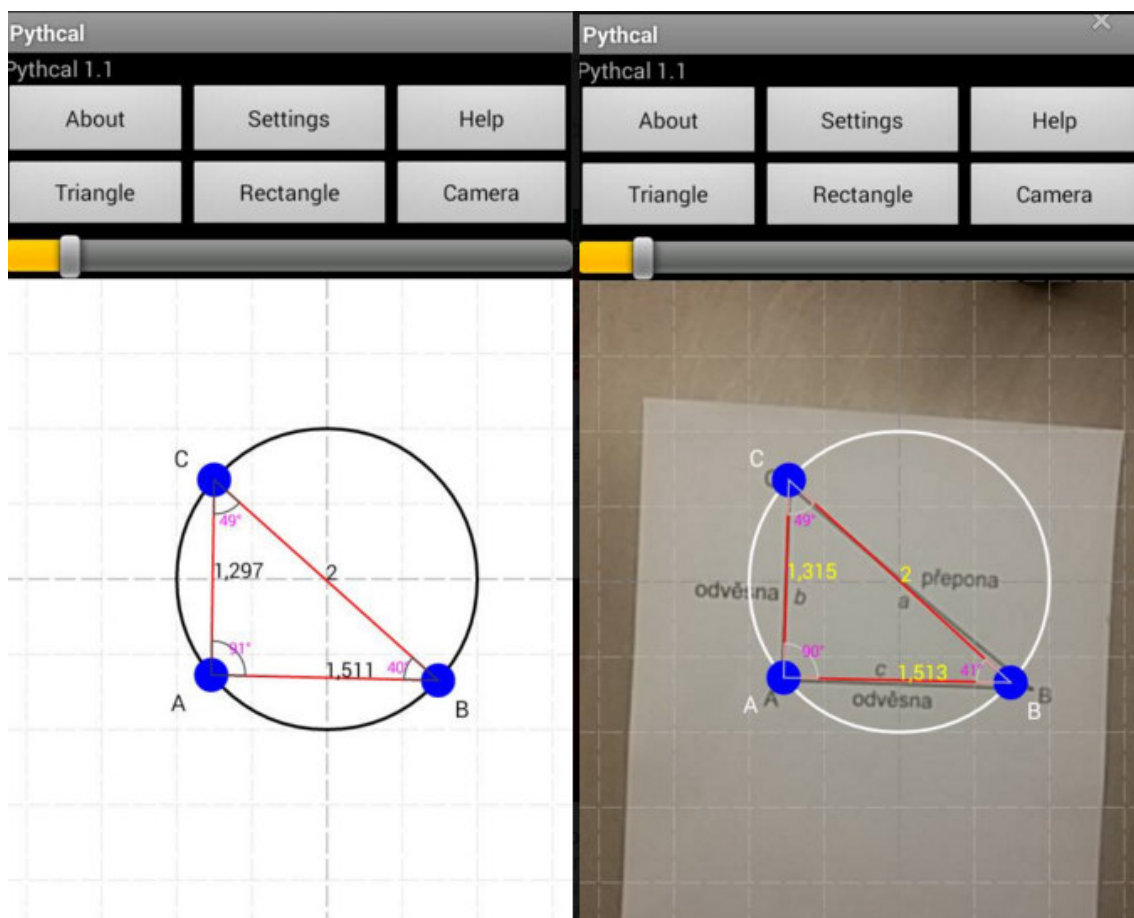 Pythcal
Pythcal 1.1
About Settings Help
Triangle Rectangle Camera
C
49°
1,297
2
91°
1,511
40°
A
B
Pythcal
×
Pythcal 1.1
About Settings Help
Triangle Rectangle Camera
C
C
49°
1,315
2
přepona
odvěsna b
a
90°
c
1,513
41°
A
A
odvěsna
B
B